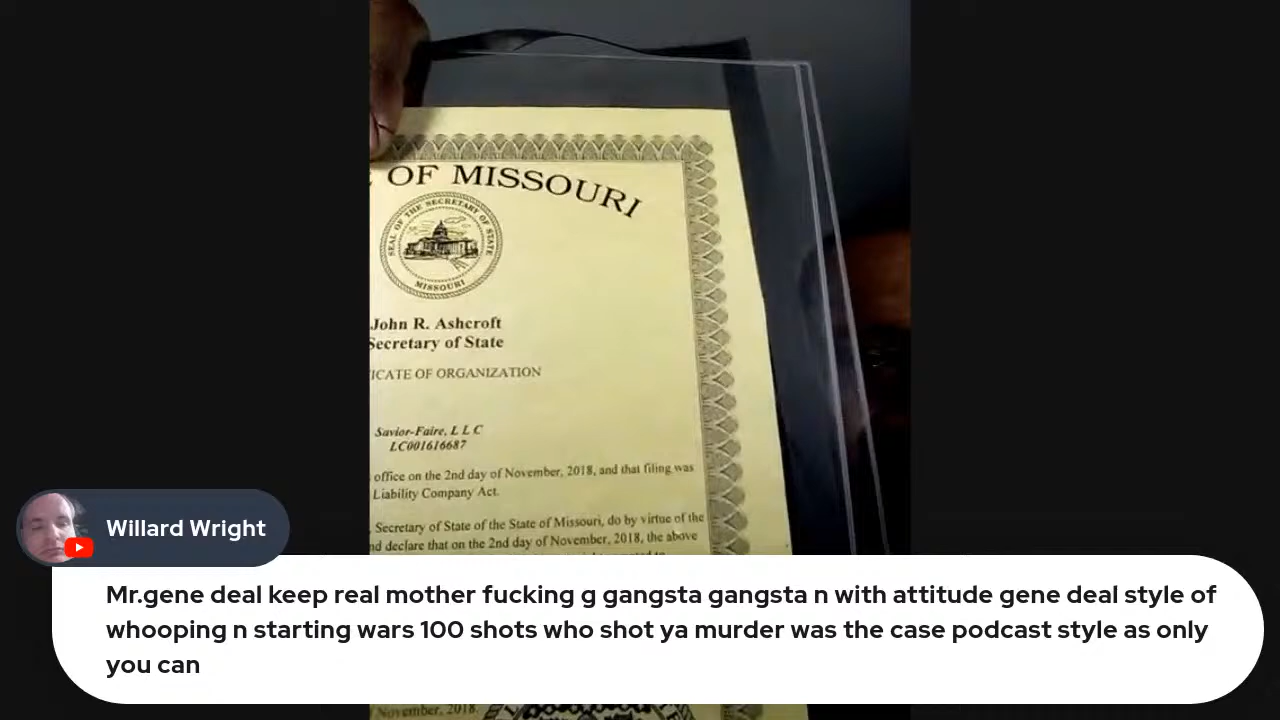 OF MISSOURI
SEAL OF THE SECRETARY OF STATE
MISSOURI
John R. Ashcroft
Secretary of State
ICATE OF ORGANIZATION
Savior-Faire, L L C
LC001616687
office on the 2nd day of November, 2018, and that filing was
Liability Company Act.
Secretary of State of the State of Missouri, do by virtue of the
nd declare that on the 2nd day of November, 2018, the above
Willard Wright
Mr.gene deal keep real mother fucking g gangsta gangsta n with attitude gene deal style of
whooping n starting wars 100 shots who shot ya murder was the case podcast style as only
you can
November, 2018.